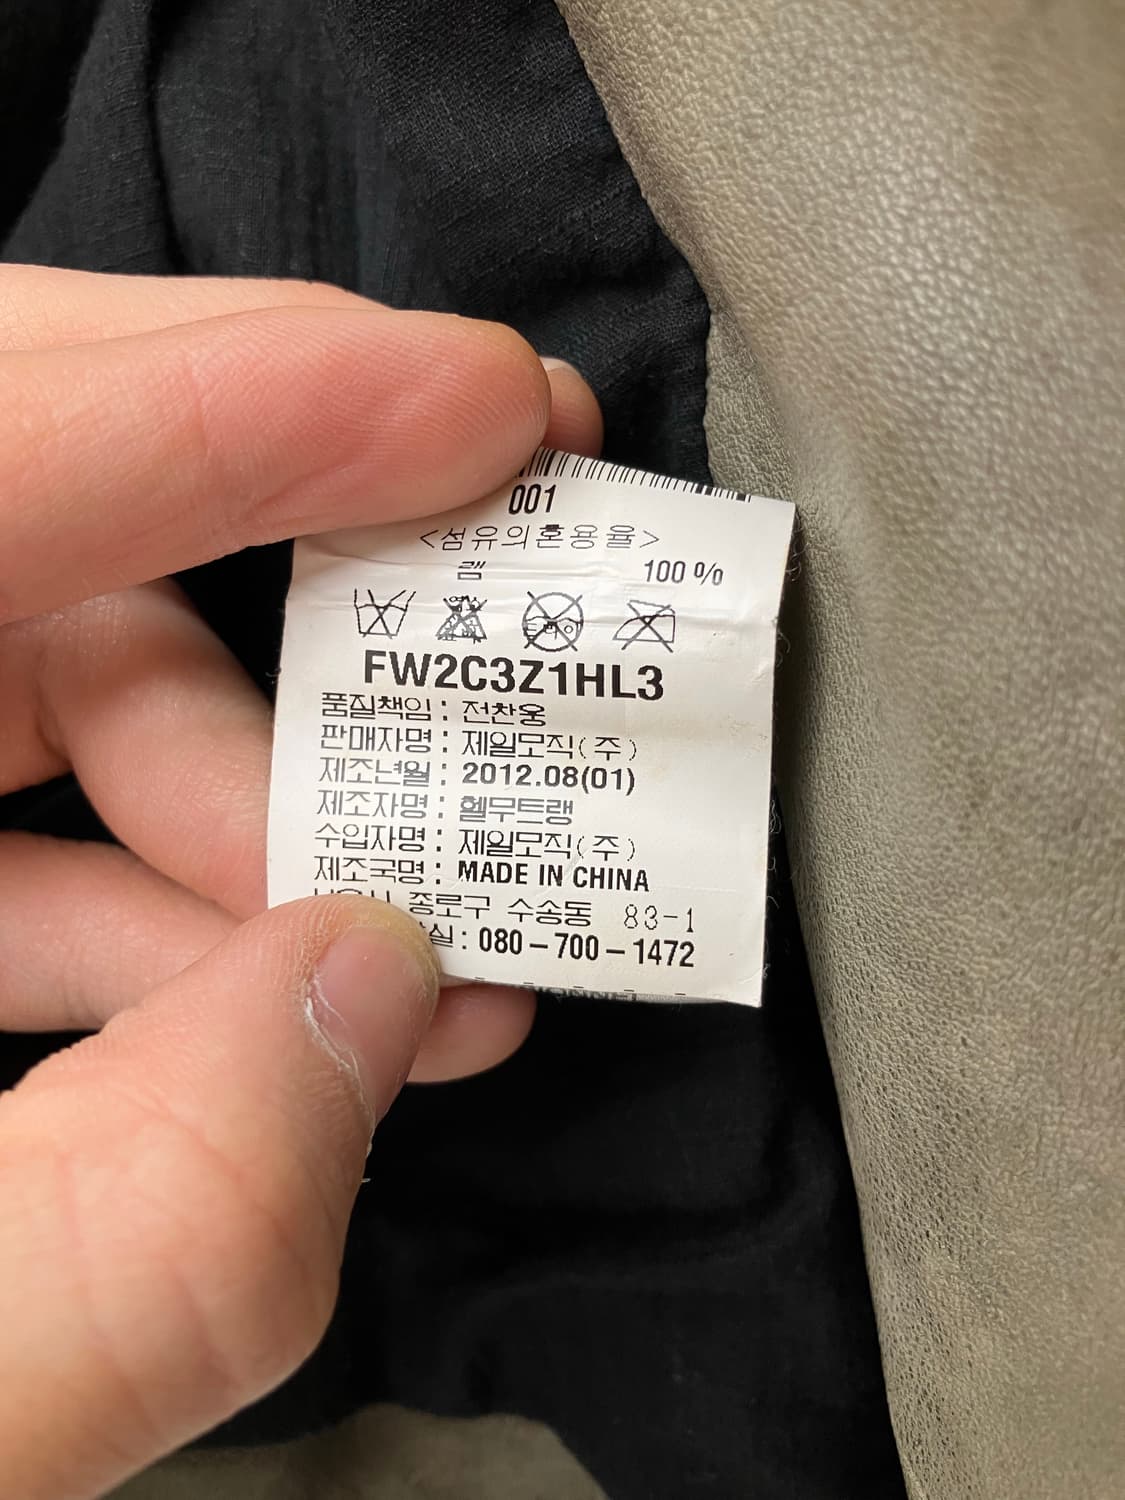 001
<섬유의혼용율>
램 100 %
드라이
FW2C3Z1HL3
품질책임 : 전찬웅
판매자명 : 제일모직(주)
제조년월 : 2012.08(01)
제조자명 : 헬무트랭
수입자명 : 제일모직(주)
제조국명 : MADE IN CHINA
종로구 수송동 83-1
: 080-700-1472